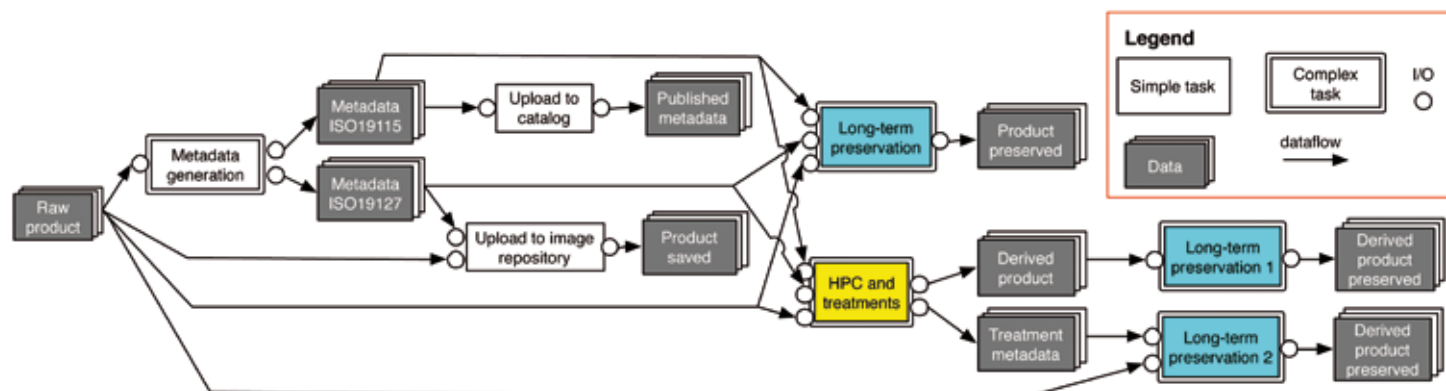 Legend
Simple task
Complex
task
I/O
Data
dataflow
Raw
product
Metadata
generation
Metadata
ISO19115
Metadata
ISO19127
Upload to
catalog
Published
metadata
Upload to image
repository
Product
saved
Long-term
preservation
Product
preserved
HPC and
treatments
Derived
product
Treatment
metadata
Long-term
preservation 1
Derived
product
preserved
Long-term
preservation 2
Derived
product
preserved